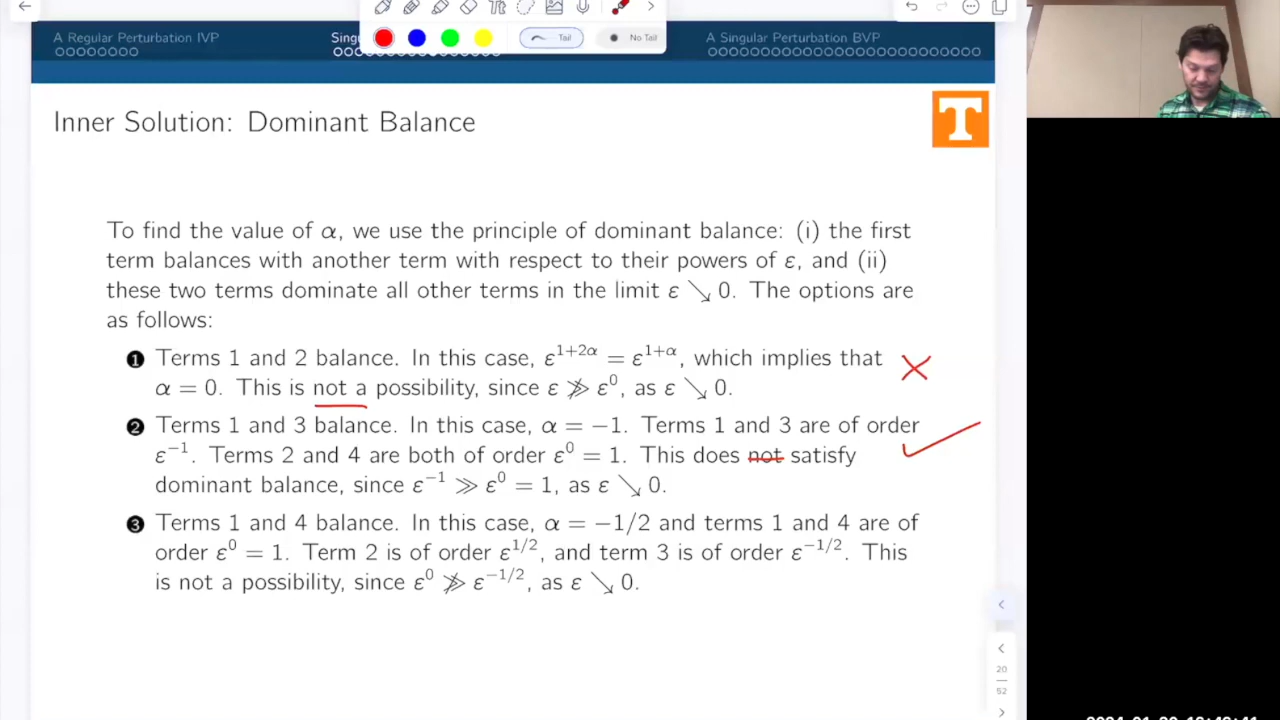 Tail
No Tail
A Regular Perturbation IVP
A Singular Perturbation BVP
Inner Solution: Dominant Balance
T
To find the value of α, we use the principle of dominant balance: (i) the first
term balances with another term with respect to their powers of ε, and (ii)
these two terms dominate all other terms in the limit ε ↘ 0. The options are
as follows:
❶ Terms 1 and 2 balance. In this case, ε^{1+2α} = ε^{1+α}, which implies that
α = 0. This is not a possibility, since ε ≫̸ ε^0, as ε ↘ 0.
❷ Terms 1 and 3 balance. In this case, α = −1. Terms 1 and 3 are of order
ε^{−1}. Terms 2 and 4 are both of order ε^0 = 1. This does not satisfy
dominant balance, since ε^{−1} ≫ ε^0 = 1, as ε ↘ 0.
❸ Terms 1 and 4 balance. In this case, α = −1/2 and terms 1 and 4 are of
order ε^0 = 1. Term 2 is of order ε^{1/2}, and term 3 is of order ε^{−1/2}. This
is not a possibility, since ε^0 ≫̸ ε^{−1/2}, as ε ↘ 0.
20
52